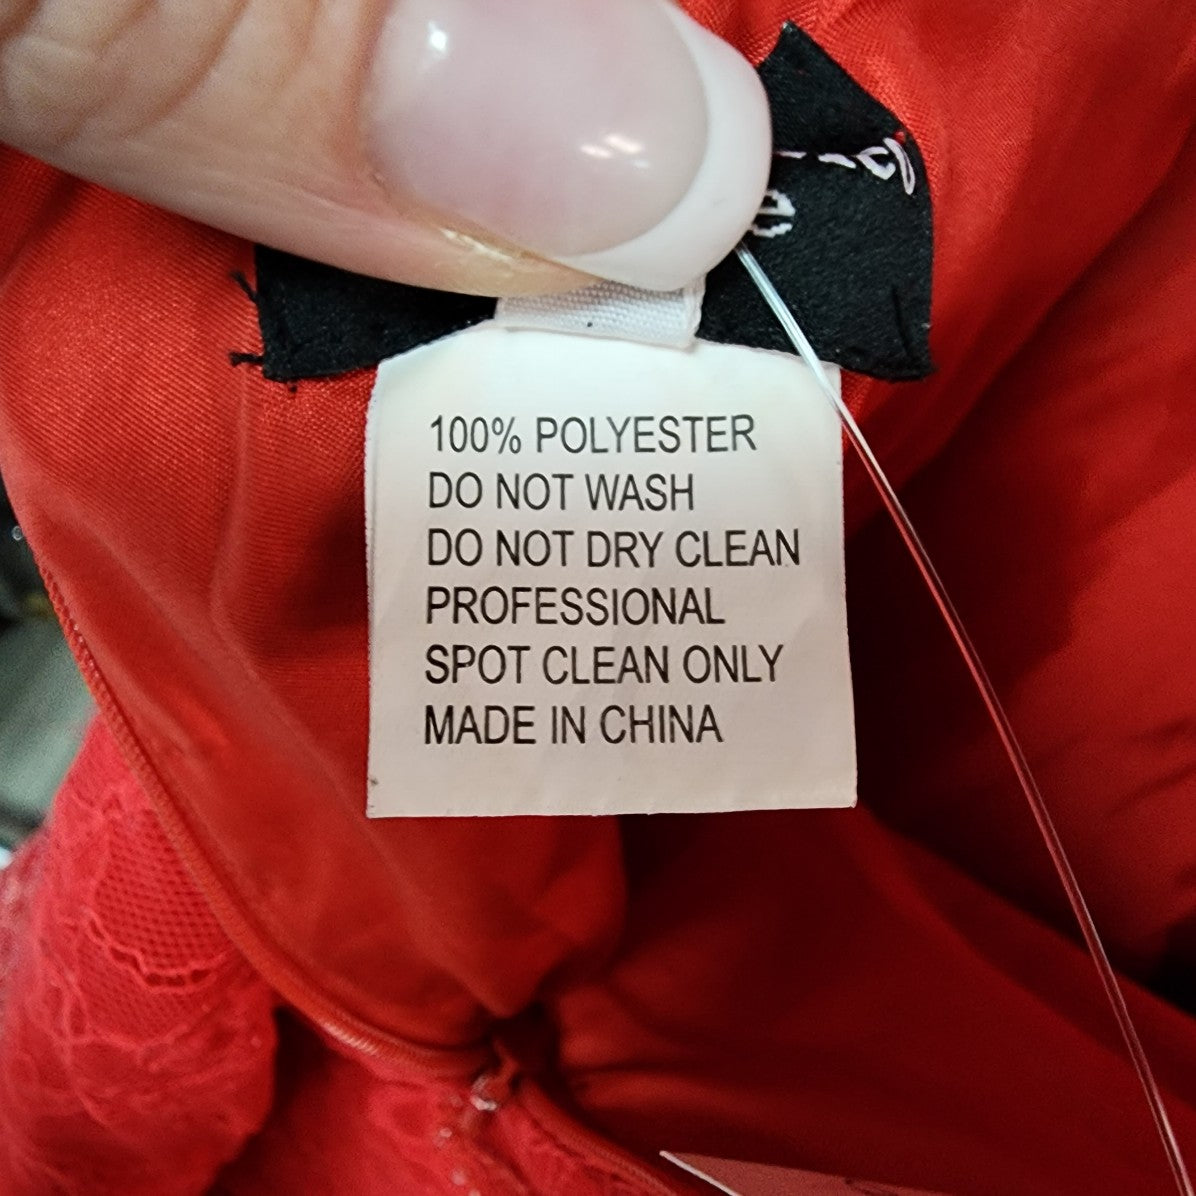 100% POLYESTER
DO NOT WASH
DO NOT DRY CLEAN
PROFESSIONAL
SPOT CLEAN ONLY
MADE IN CHINA